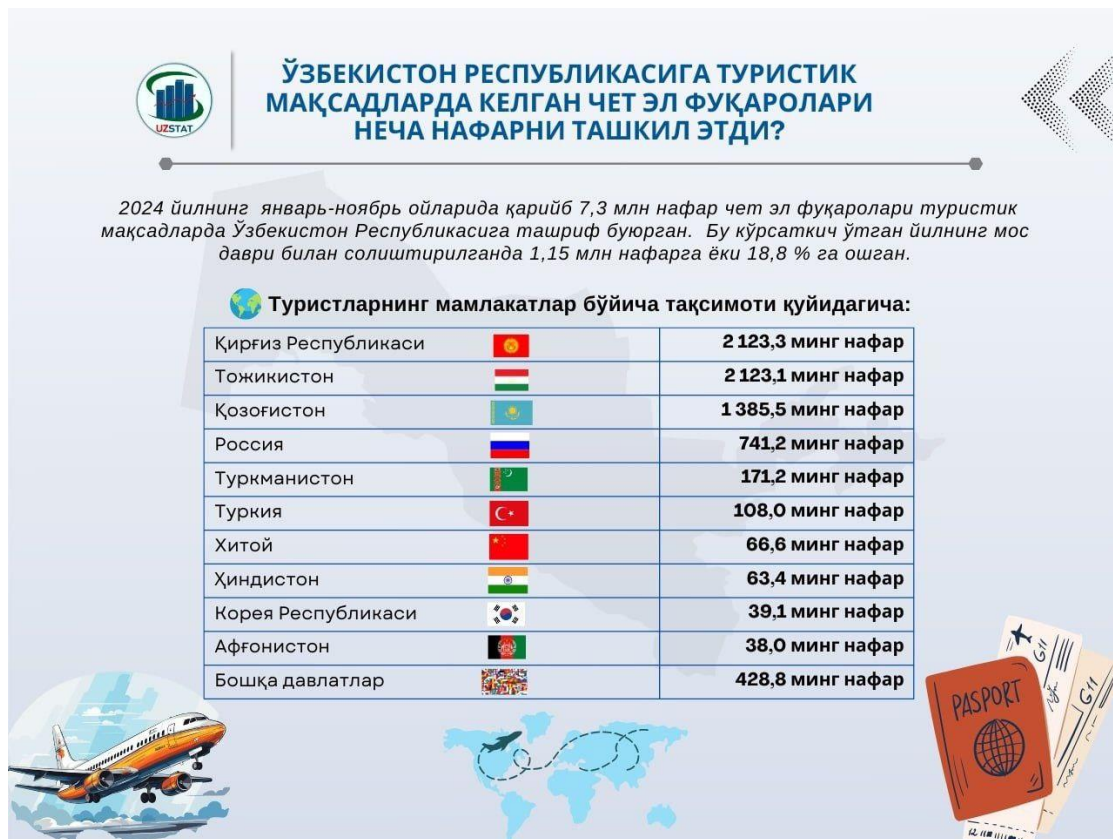 UZSTAT
ЎЗБЕКИСТОН РЕСПУБЛИКАСИГА ТУРИСТИК
МАҚСАДЛАРДА КЕЛГАН ЧЕТ ЭЛ ФУҚАРОЛАРИ
НЕЧА НАФАРНИ ТАШКИЛ ЭТДИ?
2024 йилнинг январь-ноябрь ойларида қарийб 7,3 млн нафар чет эл фуқаролари туристик
мақсадларда Ўзбекистон Республикасига ташриф буюрган. Бу кўрсаткич ўтган йилнинг мос
даври билан солиштирилганда 1,15 млн нафарга ёки 18,8 % га ошган.
Туристларнинг мамлакатлар бўйича тақсимоти қуйидагича:
Қирғиз Республикаси 2 123,3 минг нафар
Тожикистон 2 123,1 минг нафар
Қозоғистон 1 385,5 минг нафар
Россия 741,2 минг нафар
Туркманистон 171,2 минг нафар
Туркия 108,0 минг нафар
Хитой 66,6 минг нафар
Ҳиндистон 63,4 минг нафар
Корея Республикаси 39,1 минг нафар
Афғонистон 38,0 минг нафар
Бошқа давлатлар 428,8 минг нафар
PASPORT
G11
G11